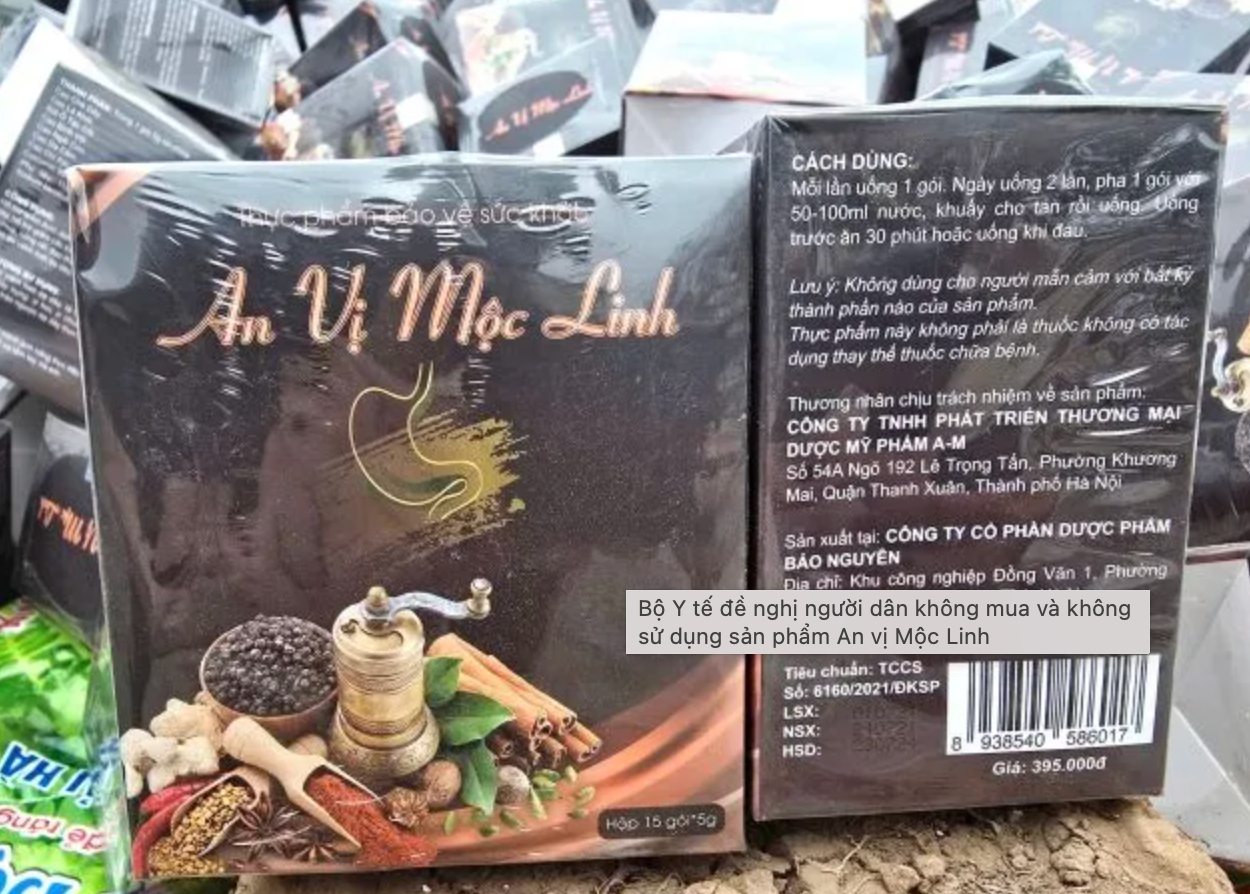 Thực phẩm bảo vệ sức khỏe
An Vị Mộc Linh
Hộp 15 gói*5g
CÁCH DÙNG:
Mỗi lần uống 1 gói. Ngày uống 2 lần, pha 1 gói với
50-100ml nước, khuấy cho tan rồi uống. Uống
trước ăn 30 phút hoặc uống khi đau.
Lưu ý: Không dùng cho người mẫn cảm với bất kỳ
thành phần nào của sản phẩm.
Thực phẩm này không phải là thuốc không có tác
dụng thay thế thuốc chữa bệnh.
Thương nhân chịu trách nhiệm về sản phẩm:
CÔNG TY TNHH PHÁT TRIỂN THƯƠNG MẠI
DƯỢC MỸ PHẨM A-M
Số 54A Ngõ 192 Lê Trọng Tấn, Phường Khương
Mai, Quận Thanh Xuân, Thành phố Hà Nội
Sản xuất tại: CÔNG TY CỔ PHẦN DƯỢC PHẨM
BẢO NGUYÊN
Địa chỉ: Khu công nghiệp Đồng Văn 1, Phường
Bộ Y tế đề nghị người dân không mua và không
sử dụng sản phẩm An vị Mộc Linh
Tiêu chuẩn: TCCS
Số: 6160/2021/ĐKSP
LSX:
NSX:
HSD:
8 938540 586017
Giá: 395.000đ
An Vị Mộc Linh
THÀNH PHẦN: